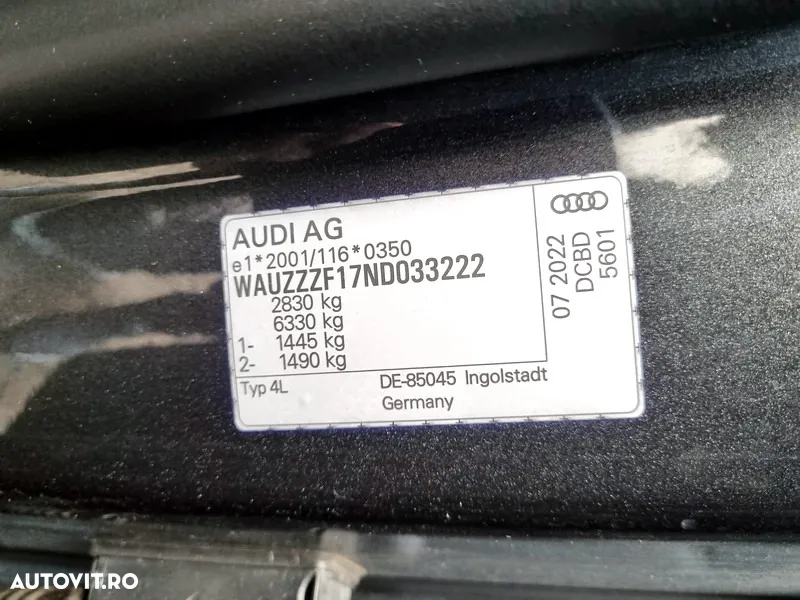 AUDI AG
e1*2001/116*0350
WAUZZZF17ND033222
2830 kg
6330 kg
1- 1445 kg
2- 1490 kg
Typ 4L
DE-85045 Ingolstadt
Germany
07 2022
DCBD
5601
AUTOVIT.RO